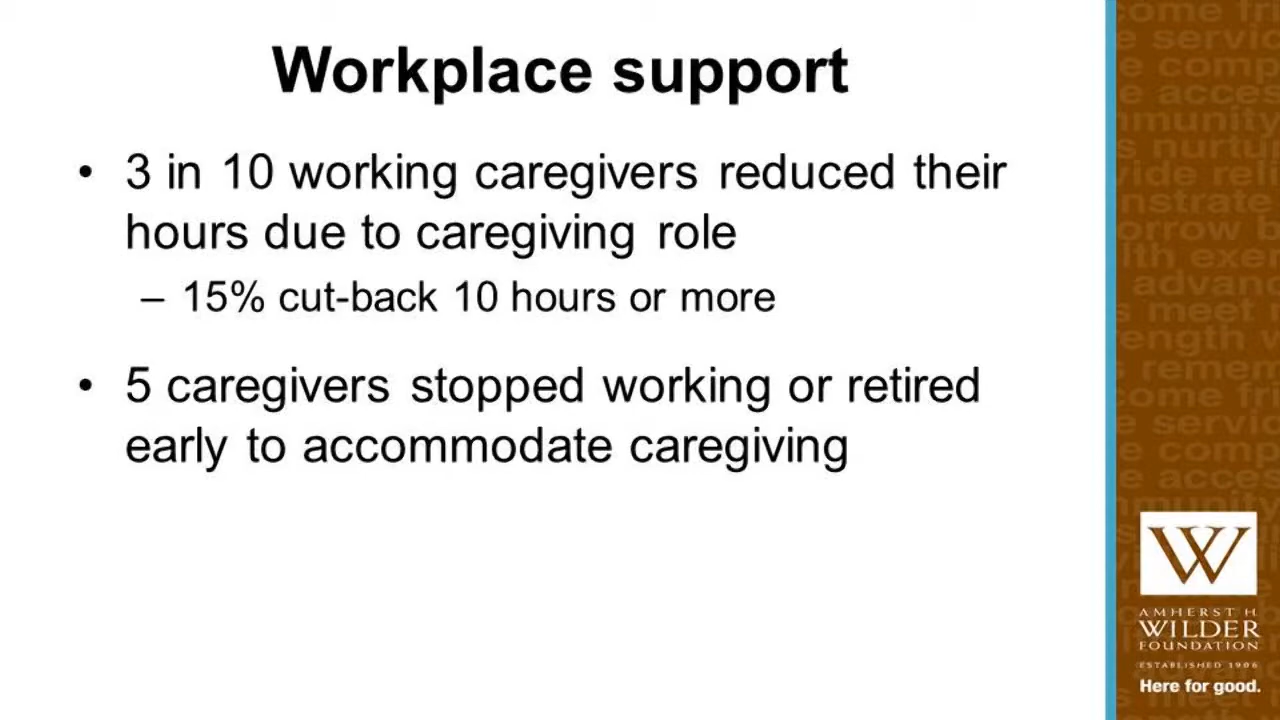 Workplace support
• 3 in 10 working caregivers reduced their
hours due to caregiving role
– 15% cut-back 10 hours or more
• 5 caregivers stopped working or retired
early to accommodate caregiving
W
AMHERST H
WILDER
FOUNDATION
ESTABLISHED 1906
Here for good.